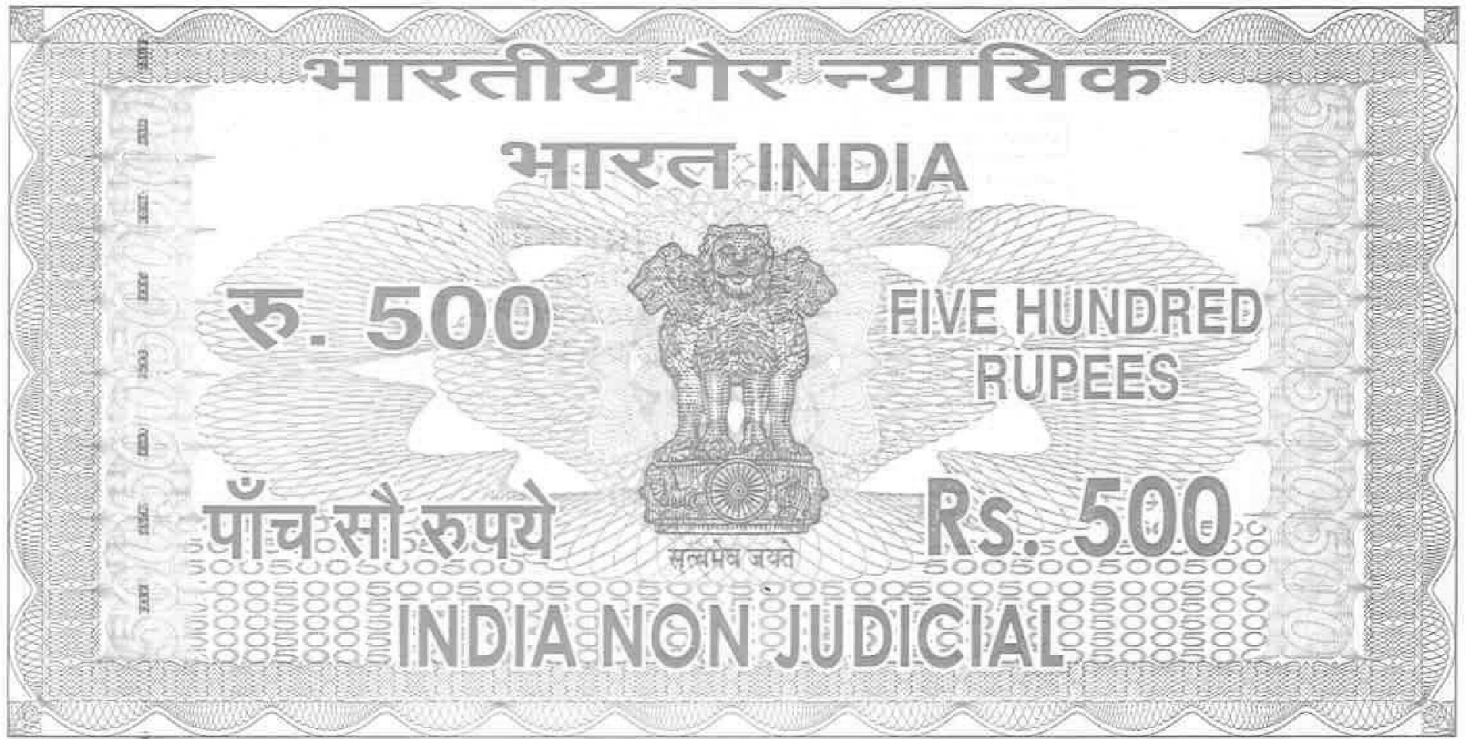 भारतीय गैर न्यायिक
भारत INDIA
रु. 500
FIVE HUNDRED
RUPEES
पाँच सौ रुपये
Rs. 500
सत्यमेव जयते
INDIA NON JUDICIAL